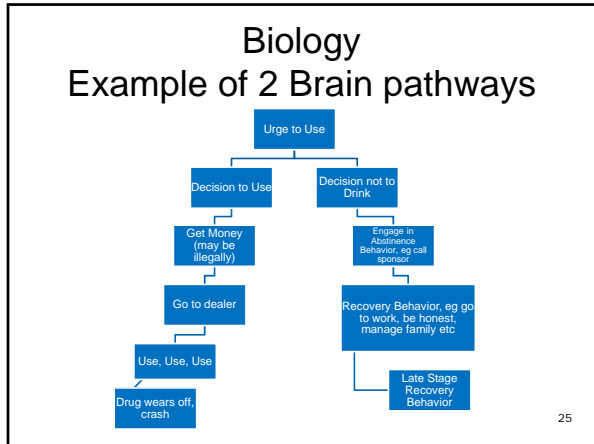 Biology
Example of 2 Brain pathways
Urge to Use
Decision to Use
Decision not to
Drink
Get Money
(may be
illegally)
Engage in
Abstinence
Behavior, eg call
sponsor
Go to dealer
Recovery Behavior, eg go
to work, be honest,
manage family etc
Use, Use, Use
Drug wears off,
crash
Late Stage
Recovery
Behavior
25